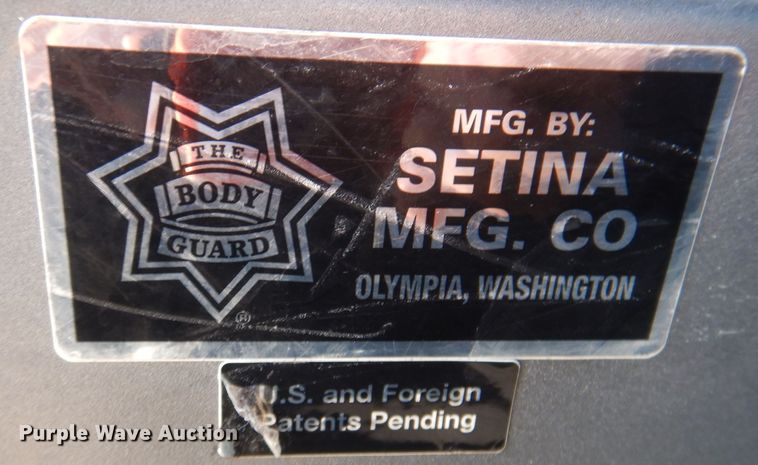 THE
BODY
GUARD
®
MFG. BY:
SETINA
MFG. CO
OLYMPIA, WASHINGTON
U.S. and Foreign
Patents Pending
Purple Wave Auction